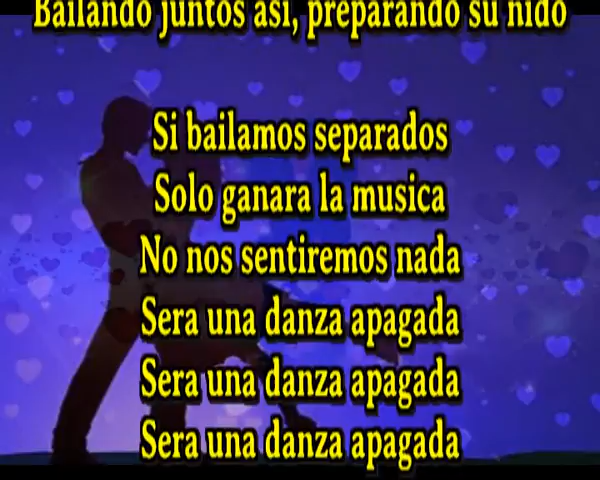 Bailando juntos asi, preparando su nido
Si bailamos separados
Solo ganara la musica
No nos sentiremos nada
Sera una danza apagada
Sera una danza apagada
Sera una danza apagada